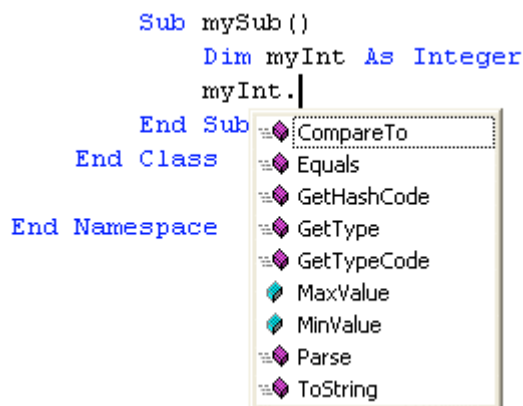 Sub mySub()
Dim myInt As Integer
myInt.
End Sub
CompareTo
End Class
Equals
GetHashCode
End Namespace
GetType
GetTypeCode
MaxValue
MinValue
Parse
ToString